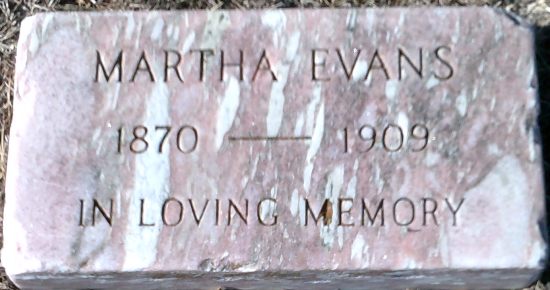 MARTHA EVANS
1870 — 1909
IN LOVING MEMORY